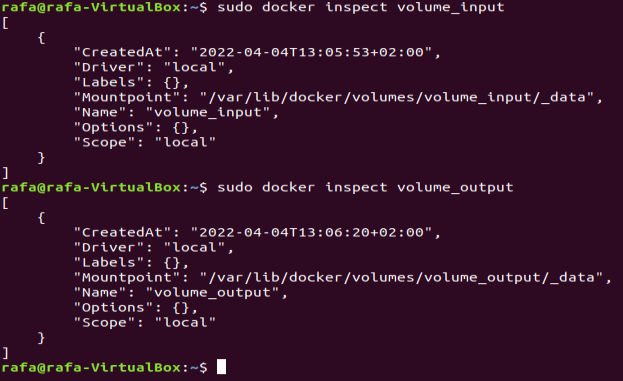 rafa@rafa-VirtualBox:~$ sudo docker inspect volume_input
[
    {
        "CreatedAt": "2022-04-04T13:05:53+02:00",
        "Driver": "local",
        "Labels": {},
        "Mountpoint": "/var/lib/docker/volumes/volume_input/_data",
        "Name": "volume_input",
        "Options": {},
        "Scope": "local"
    }
]
rafa@rafa-VirtualBox:~$ sudo docker inspect volume_output
[
    {
        "CreatedAt": "2022-04-04T13:06:20+02:00",
        "Driver": "local",
        "Labels": {},
        "Mountpoint": "/var/lib/docker/volumes/volume_output/_data",
        "Name": "volume_output",
        "Options": {},
        "Scope": "local"
    }
]
rafa@rafa-VirtualBox:~$